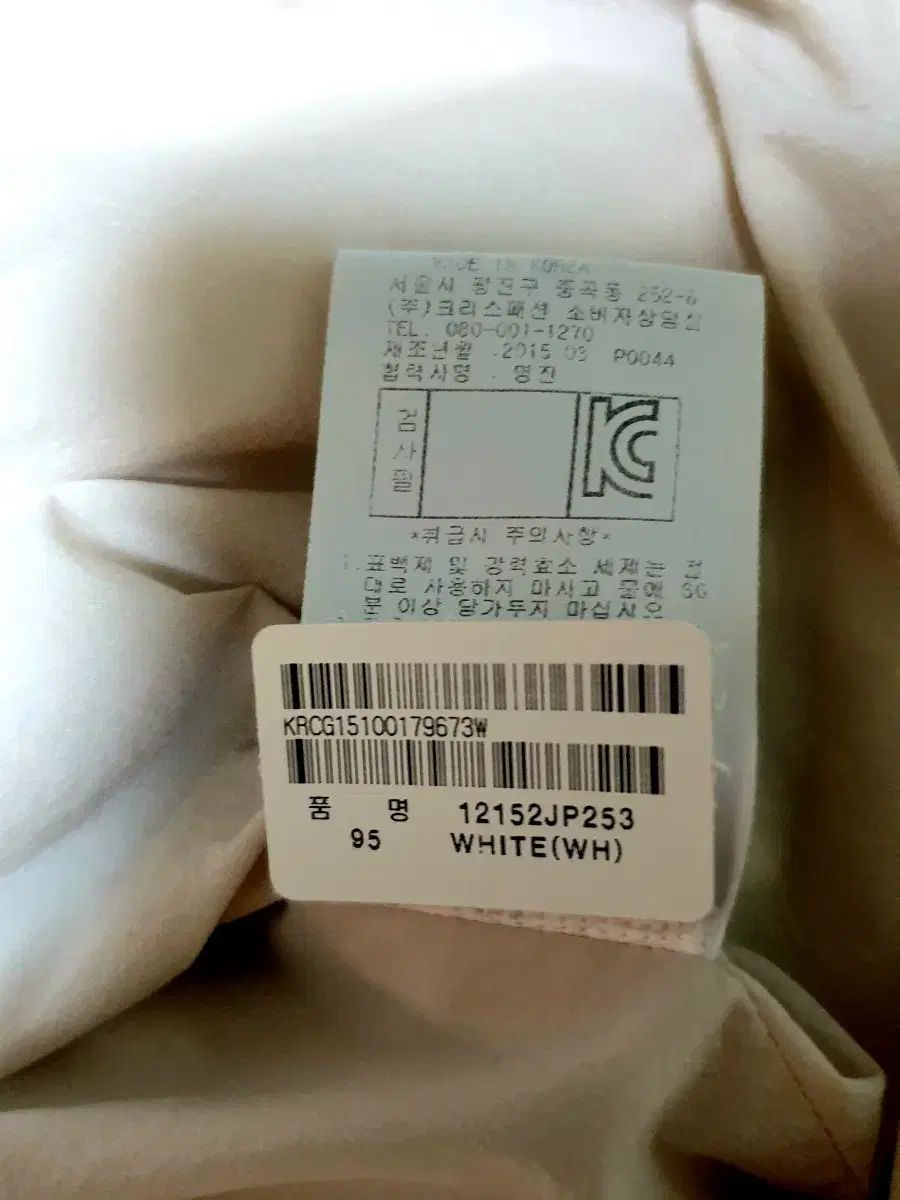 MADE IN KOREA
서울시 광진구 중곡동 252-6
(주)크리스패션 소비자상담실
TEL. 080-001-1270
제조년월 .2015 03 P0044
협력사명 . 명진
검사필
KC
*취급시 주의사항*
1.표백제 및 강력효소 세제는 절
대로 사용하지 마시고 물에 30
분 이상 담가두지 마십시오
KRCG15100179673W
품 명 12152JP253
95 WHITE(WH)